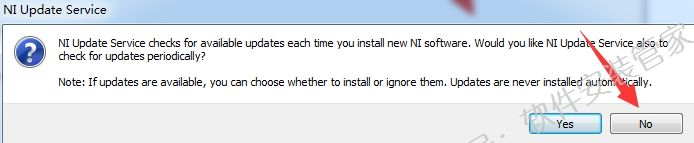 NI Update Service
NI Update Service checks for available updates each time you install new NI software. Would you like NI Update Service also to
check for updates periodically?
Note: If updates are available, you can choose whether to install or ignore them. Updates are never installed automatically.
Yes
No
软件安装管家